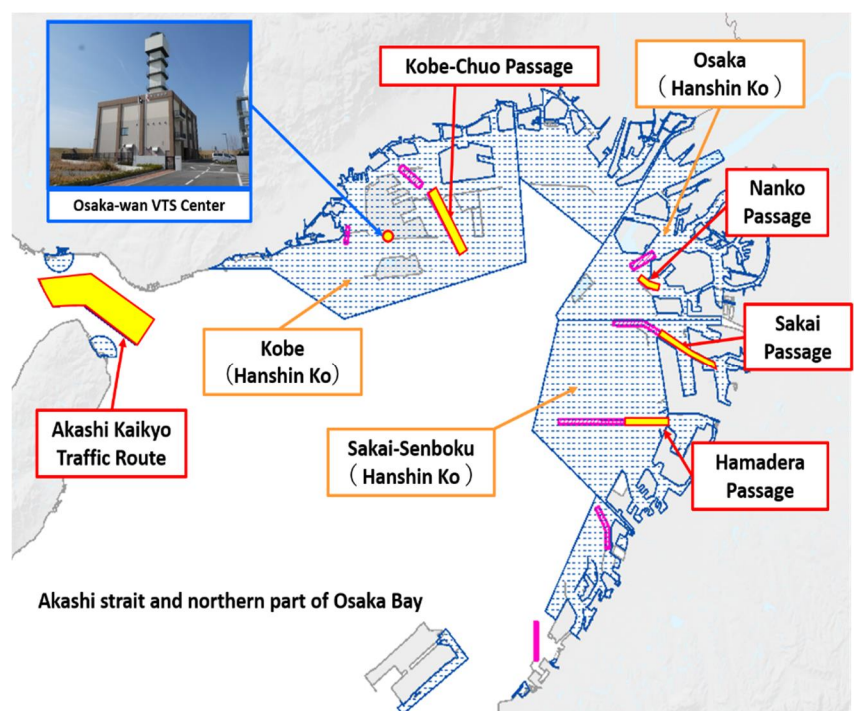 Kobe-Chuo Passage
Osaka
( Hanshin Ko )
Osaka-wan VTS Center
Nanko
Passage
Sakai
Passage
Kobe
(Hanshin Ko)
Akashi Kaikyo
Traffic Route
Sakai-Senboku
( Hanshin Ko )
Hamadera
Passage
Akashi strait and northern part of Osaka Bay